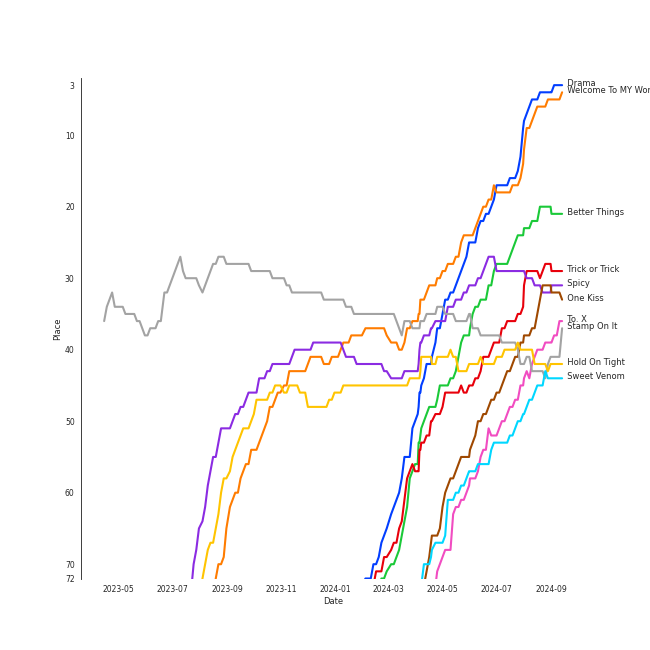 Drama
3
Welcome To MY Wor
10
20
Better Things
Trick or Trick
30
Spicy
One Kiss
To. X
Stamp On It
Place
40
Hold On Tight
Sweet Venom
50
60
70
72
2023-05
2023-07
2023-09
2023-11
2024-01
2024-03
2024-05
2024-07
2024-09
Date